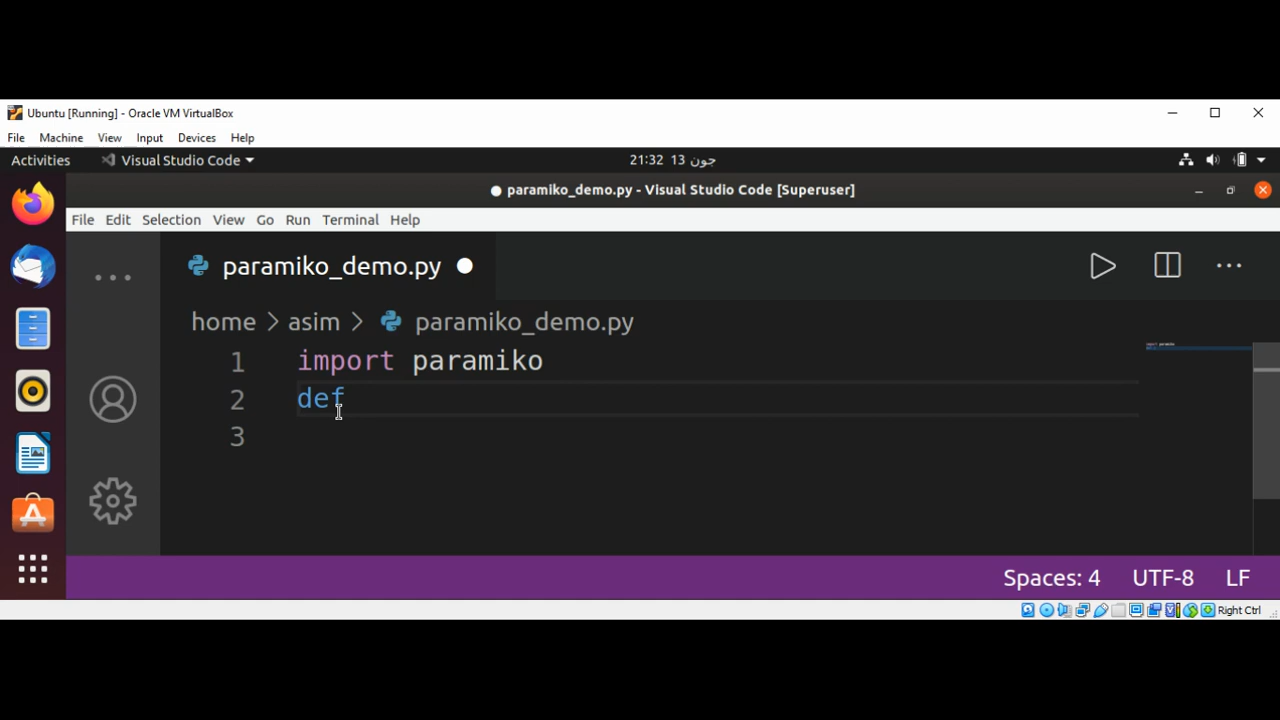 Ubuntu [Running] - Oracle VM VirtualBox
File Machine View Input Devices Help
Activities Visual Studio Code 21:32 13 جون
paramiko_demo.py - Visual Studio Code [Superuser]
File Edit Selection View Go Run Terminal Help
paramiko_demo.py
home > asim > paramiko_demo.py
1 import paramiko
2 def
3
Spaces: 4 UTF-8 LF
Right Ctrl